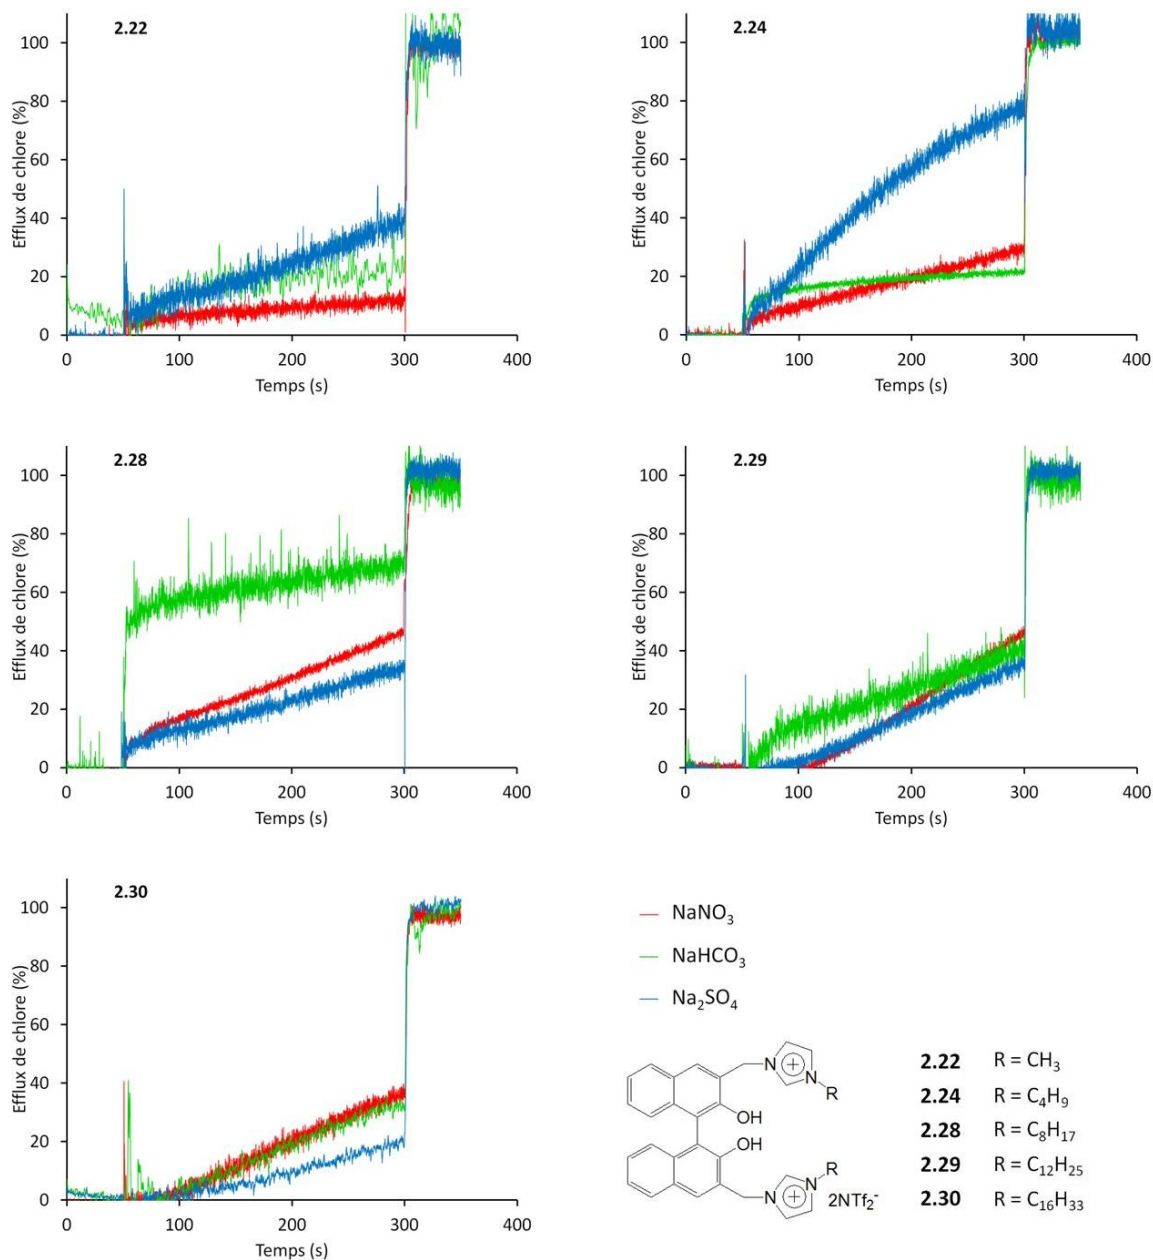 2.22
Efflux de chlore (%)
100
80
60
40
20
0
0 100 200 300 400
Temps (s)
2.24
Efflux de chlore (%)
100
80
60
40
20
0
0 100 200 300 400
Temps (s)
2.28
Efflux de chlore (%)
100
80
60
40
20
0
0 100 200 300 400
Temps (s)
2.29
Efflux de chlore (%)
100
80
60
40
20
0
0 100 200 300 400
Temps (s)
2.30
Efflux de chlore (%)
100
80
60
40
20
0
0 100 200 300 400
Temps (s)
NaNO₃
NaHCO₃
Na₂SO₄
N + N
R
OH
OH
R
N + N
2NTf₂⁻
2.22 R = CH₃
2.24 R = C₄H₉
2.28 R = C₈H₁₇
2.29 R = C₁₂H₂₅
2.30 R = C₁₆H₃₃